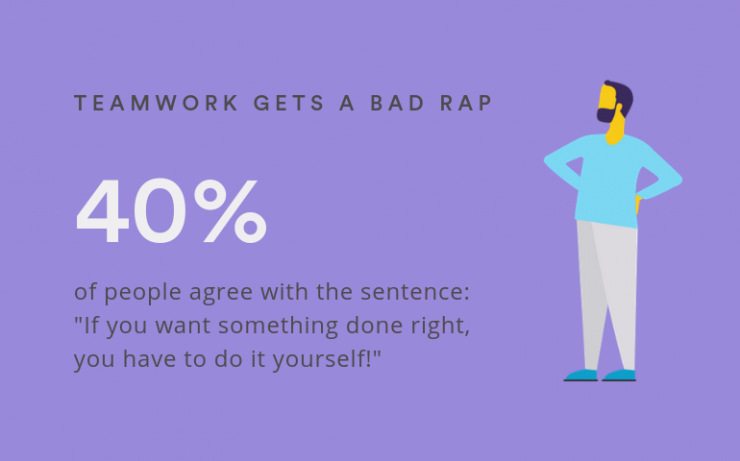 TEAMWORK GETS A BAD RAP
40%
of people agree with the sentence:
"If you want something done right,
you have to do it yourself!"